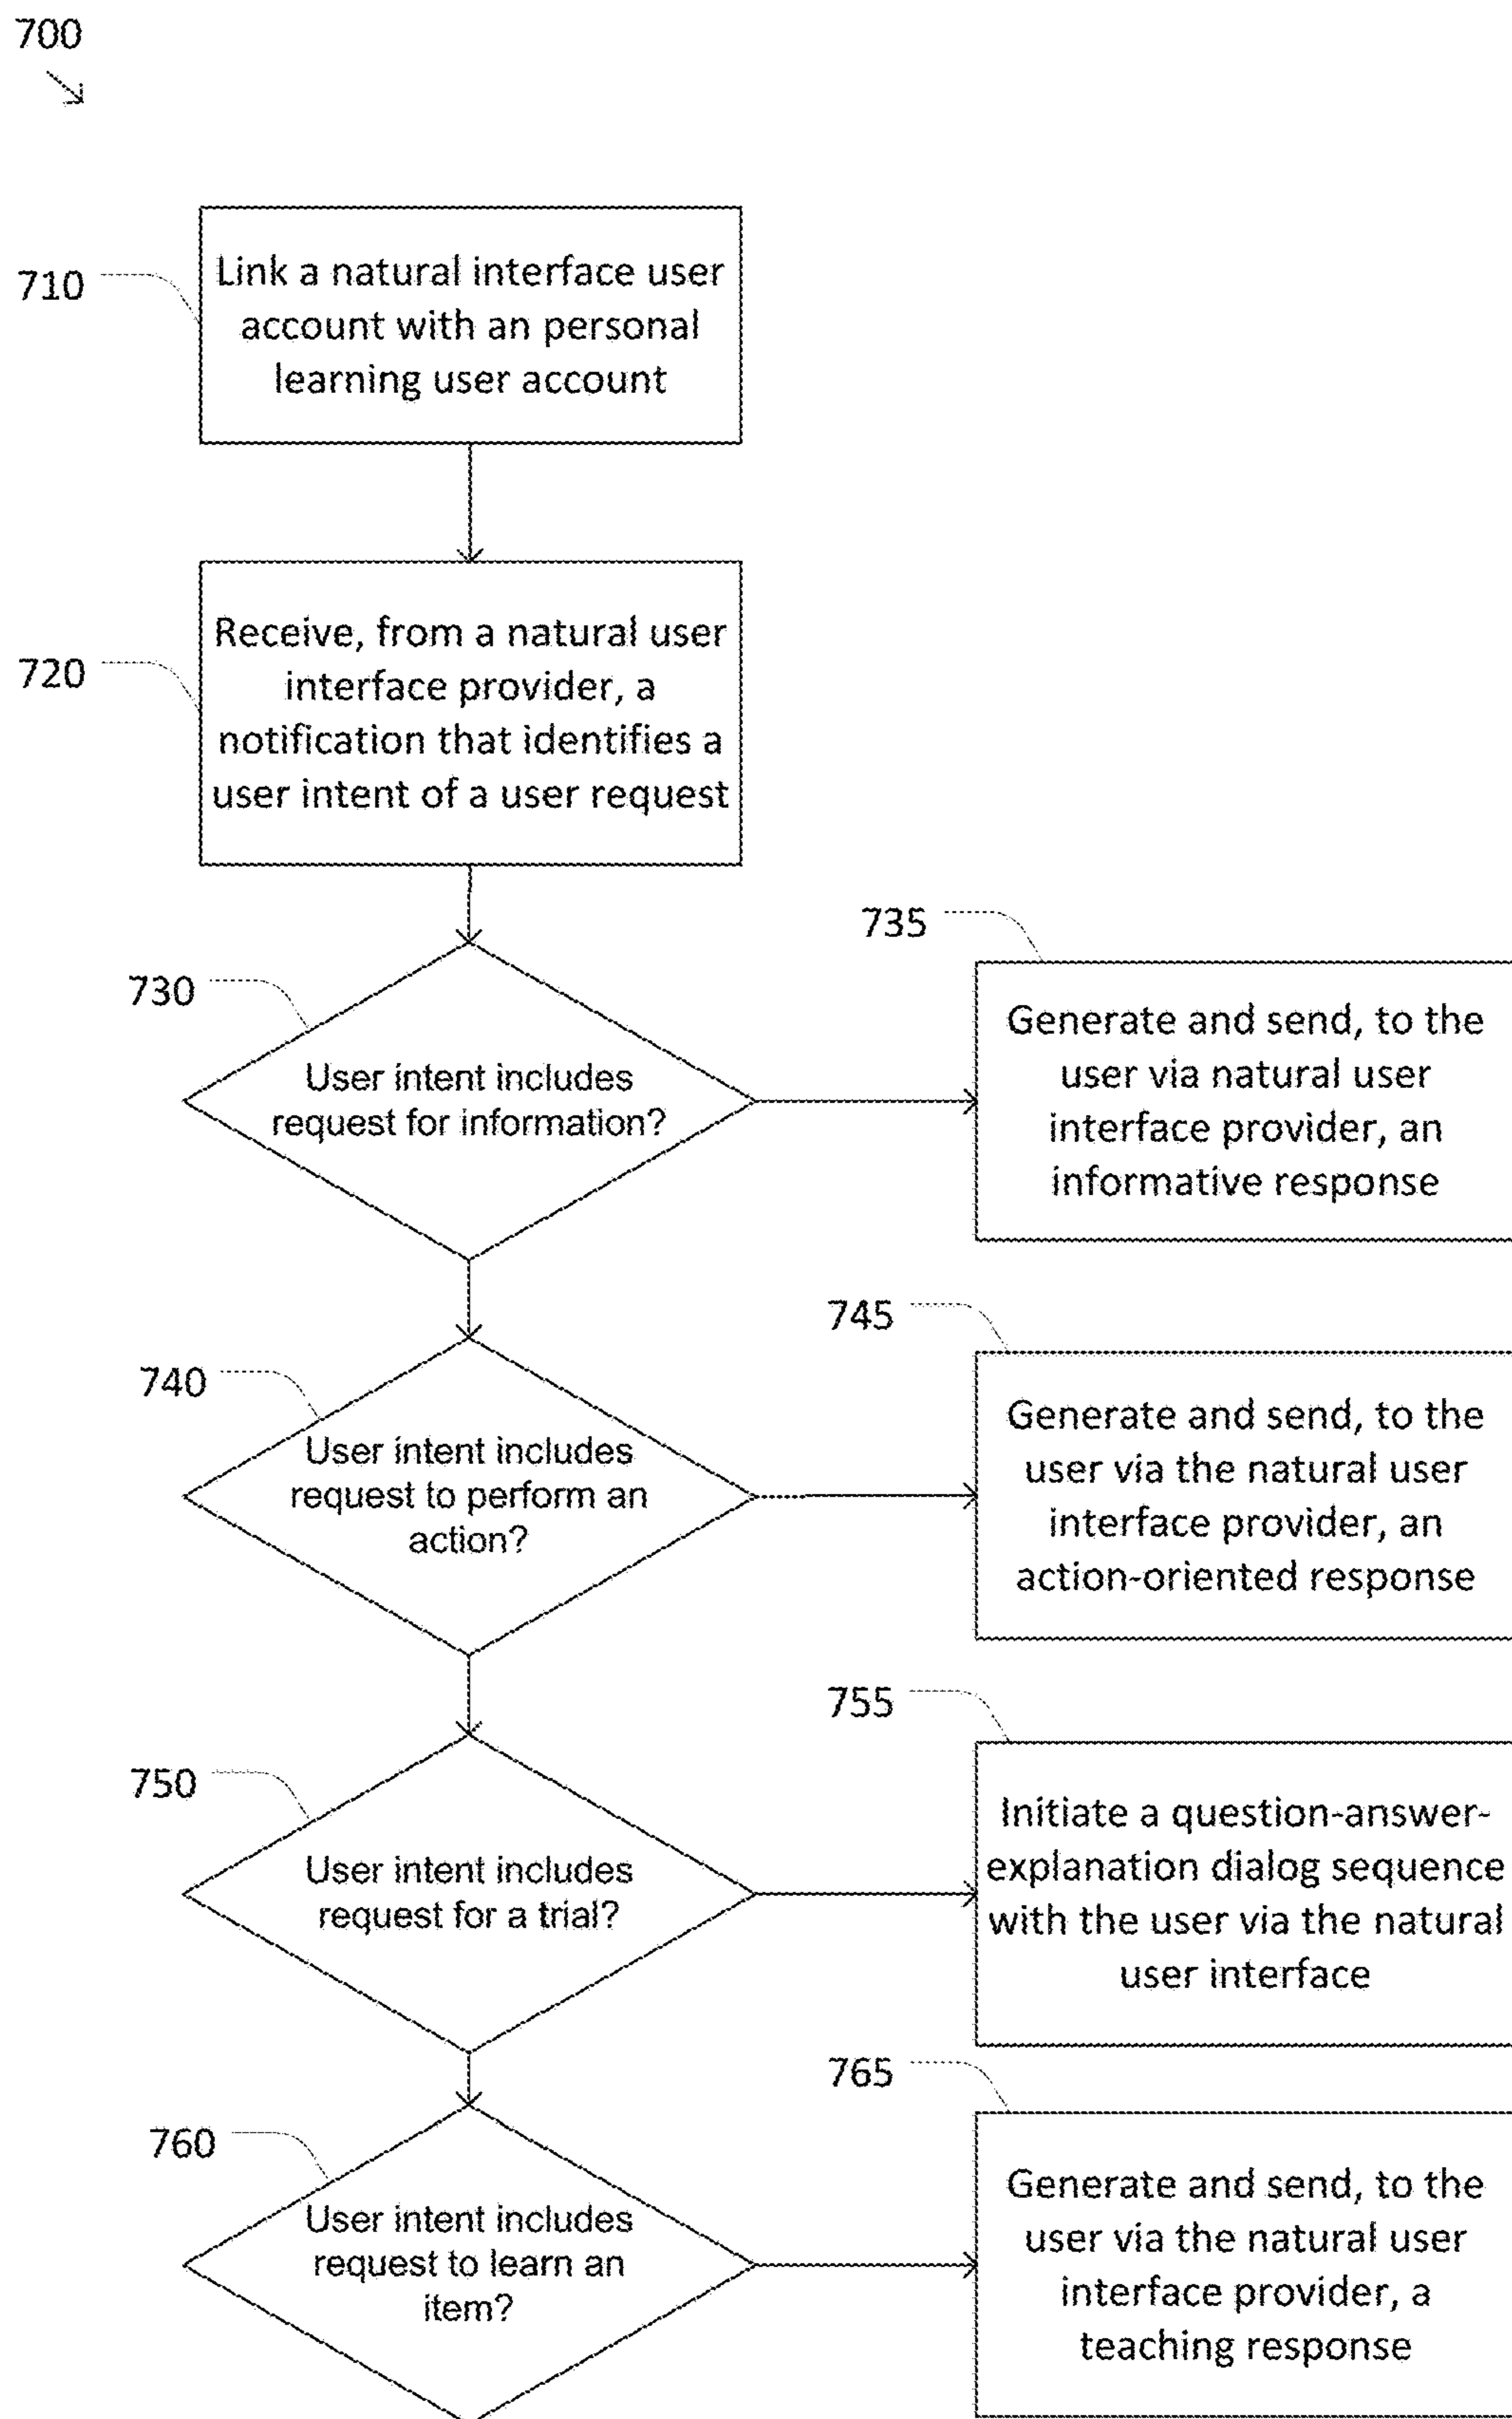 700
710
Link a natural interface user
account with an personal
learning user account
720
Receive, from a natural user
interface provider, a
notification that identifies a
user intent of a user request
730
User intent includes
request for information?
735
Generate and send, to the
user via natural user
interface provider, an
informative response
740
User intent includes
request to perform an
action?
745
Generate and send, to the
user via the natural user
interface provider, an
action-oriented response
750
User intent includes
request for a trial?
755
Initiate a question-answer-
explanation dialog sequence
with the user via the natural
user interface
760
User intent includes
request to learn an
item?
765
Generate and send, to the
user via the natural user
interface provider, a
teaching response